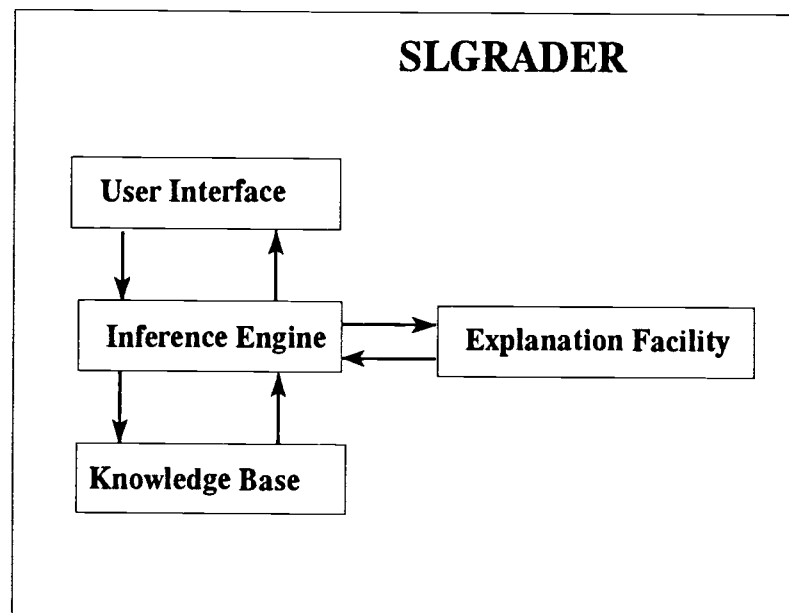 SLGRADER
User Interface
Inference Engine
Explanation Facility
Knowledge Base